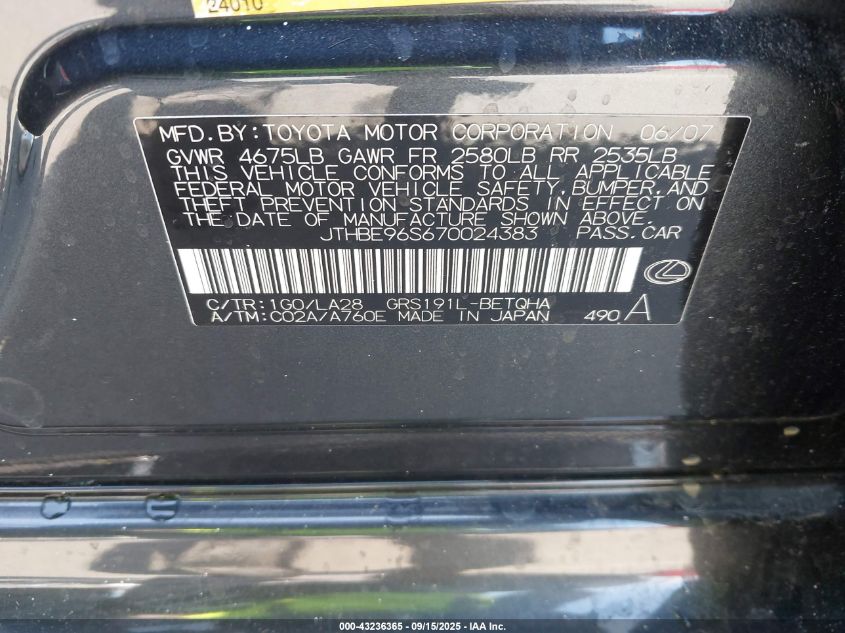 24010
MFD.BY:TOYOTA MOTOR CORPORATION 06/07
GVWR 4675LB GAWR FR 2580LB RR 2535LB
THIS VEHICLE CONFORMS TO ALL APPLICABLE
FEDERAL MOTOR VEHICLE SAFETY, BUMPER, AND
THEFT PREVENTION STANDARDS IN EFFECT ON
THE DATE OF MANUFACTURE SHOWN ABOVE.
JTHBE96S670024383 PASS.CAR
C/TR:1G0/LA28 GRS191L-BETQHA
A/TM:C02A/A760E MADE IN JAPAN 490 A
000-43236365 - 09/15/2025 - IAA Inc.